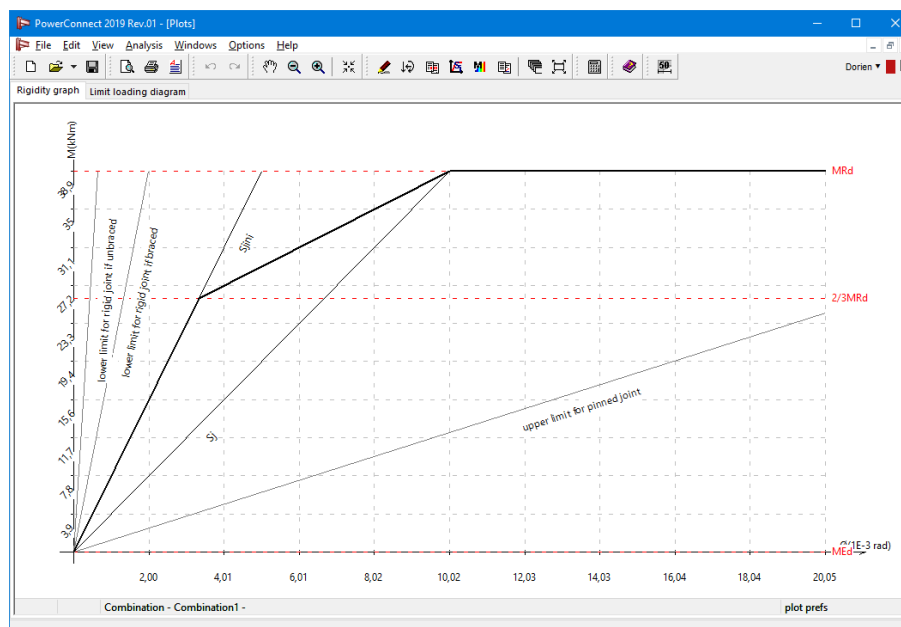 PowerConnect 2019 Rev.01 - [Plots]
File Edit View Analysis Windows Options Help
50
Dorien
Rigidity graph Limit loading diagram
M(kNm)
38,9
35
31,1
27,2
23,3
19,4
15,6
11,7
7,8
3,9
lower limit for rigid joint if unbraced
lower limit for rigid joint if braced
Sjini
Sj
upper limit for pinned joint
MRd
2/3MRd
MEd
(1E-3 rad)
2,00 4,01 6,01 8,02 10,02 12,03 14,03 16,04 18,04 20,05
Combination - Combination1 - plot prefs